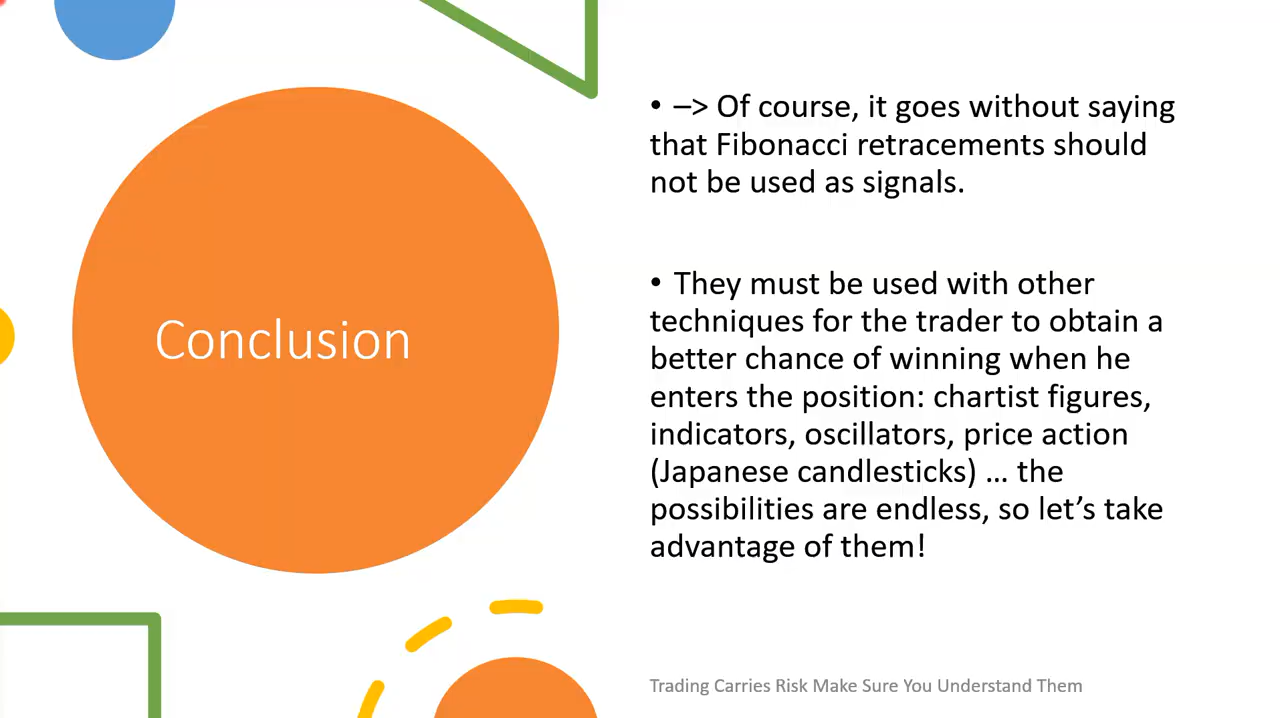 Conclusion
• –> Of course, it goes without saying
that Fibonacci retracements should
not be used as signals.
• They must be used with other
techniques for the trader to obtain a
better chance of winning when he
enters the position: chartist figures,
indicators, oscillators, price action
(Japanese candlesticks) … the
possibilities are endless, so let’s take
advantage of them!
Trading Carries Risk Make Sure You Understand Them